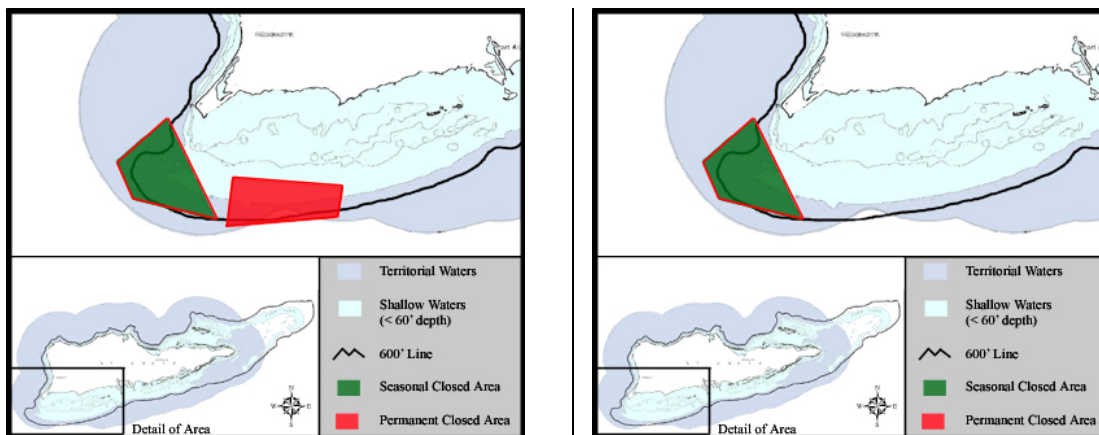 Territorial Waters
Shallow Waters
(< 60' depth)
600' Line
Seasonal Closed Area
Permanent Closed Area
N
W E
S
Detail of Area
Territorial Waters
Shallow Waters
(< 60' depth)
600' Line
Seasonal Closed Area
Permanent Closed Area
N
W E
S
Detail of Area